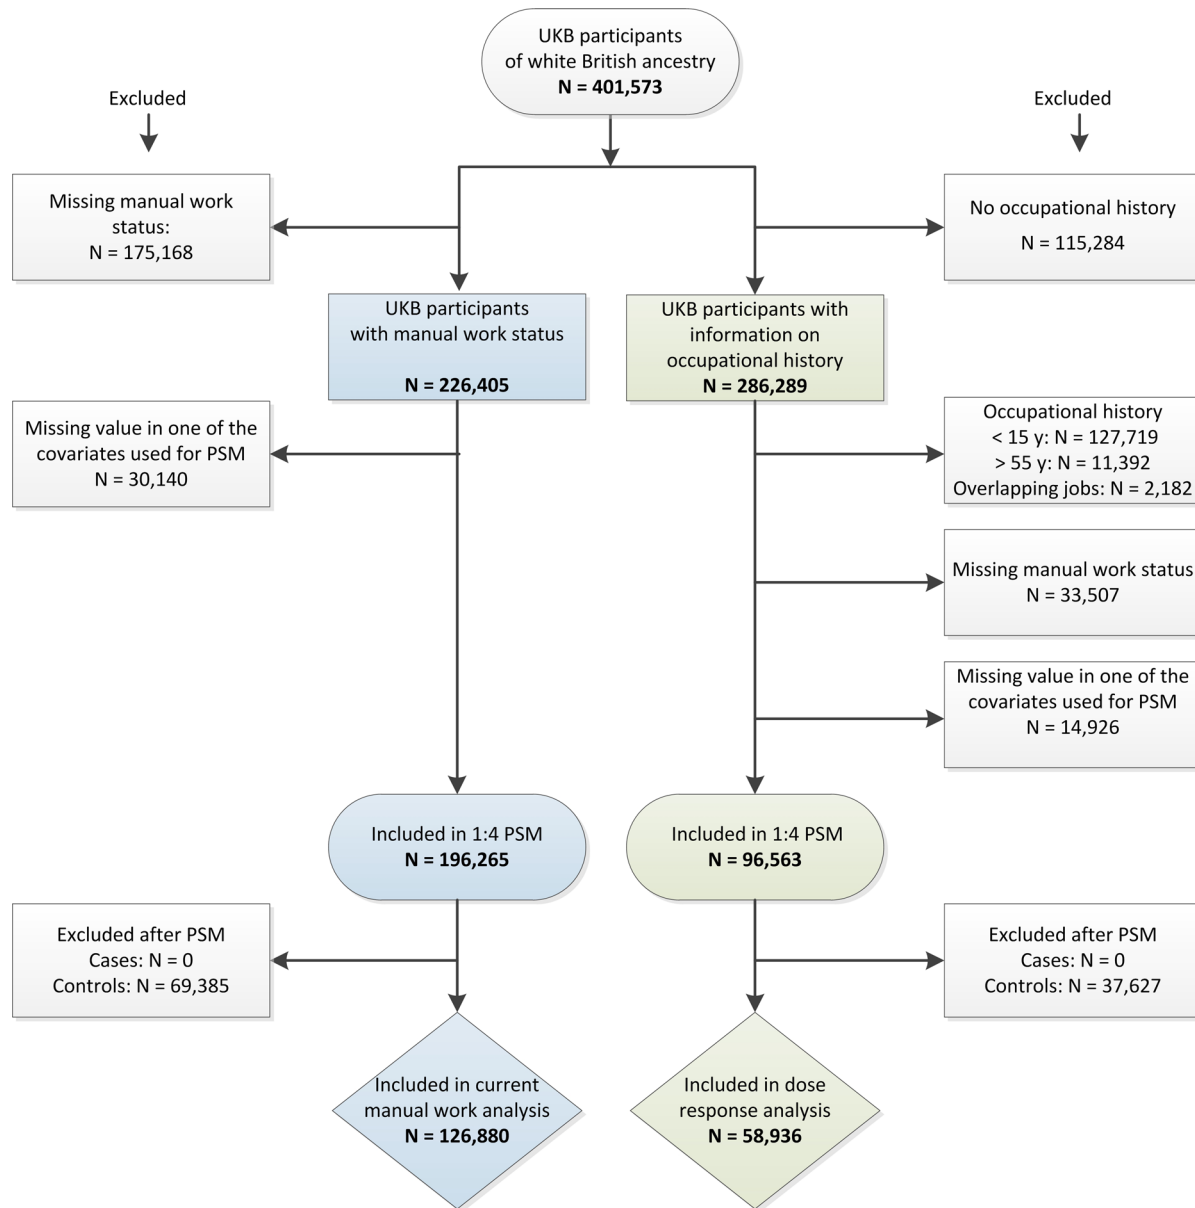 UKB participants
of white British ancestry
N = 401,573
Excluded
Excluded
Missing manual work
status:
N = 175,168
No occupational history
N = 115,284
UKB participants
with manual work status
N = 226,405
UKB participants with
information on
occupational history
N = 286,289
Missing value in one of the
covariates used for PSM
N = 30,140
Occupational history
< 15 y: N = 127,719
> 55 y: N = 11,392
Overlapping jobs: N = 2,182
Missing manual work status
N = 33,507
Missing value in one of the
covariates used for PSM
N = 14,926
Included in 1:4 PSM
N = 196,265
Included in 1:4 PSM
N = 96,563
Excluded after PSM
Cases: N = 0
Controls: N = 69,385
Excluded after PSM
Cases: N = 0
Controls: N = 37,627
Included in current
manual work analysis
N = 126,880
Included in dose
response analysis
N = 58,936